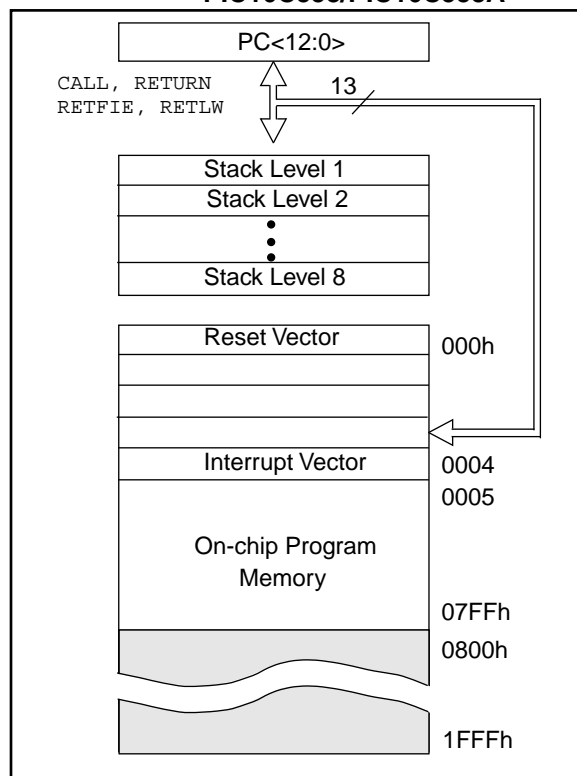 PC<12:0>
CALL, RETURN
RETFIE, RETLW
13
Stack Level 1
Stack Level 2
Stack Level 8
Reset Vector
000h
Interrupt Vector
0004
0005
On-chip Program
Memory
07FFh
0800h
1FFFh